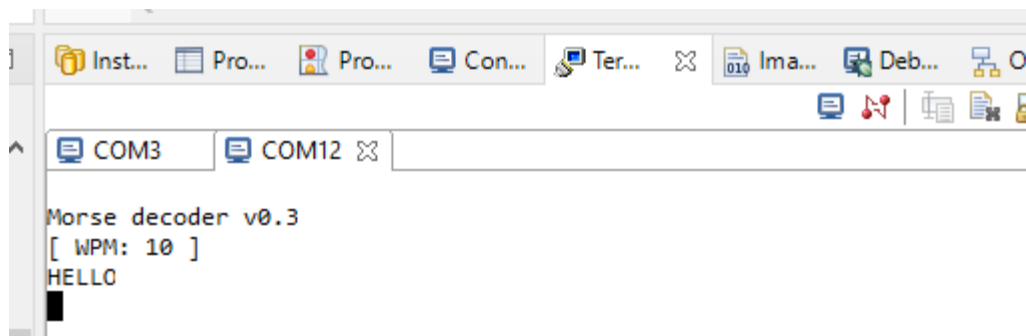 Inst... Pro... Pro... Con... Ter... Ima... Deb... O
COM3 COM12
Morse decoder v0.3
[ WPM: 10 ]
HELLO